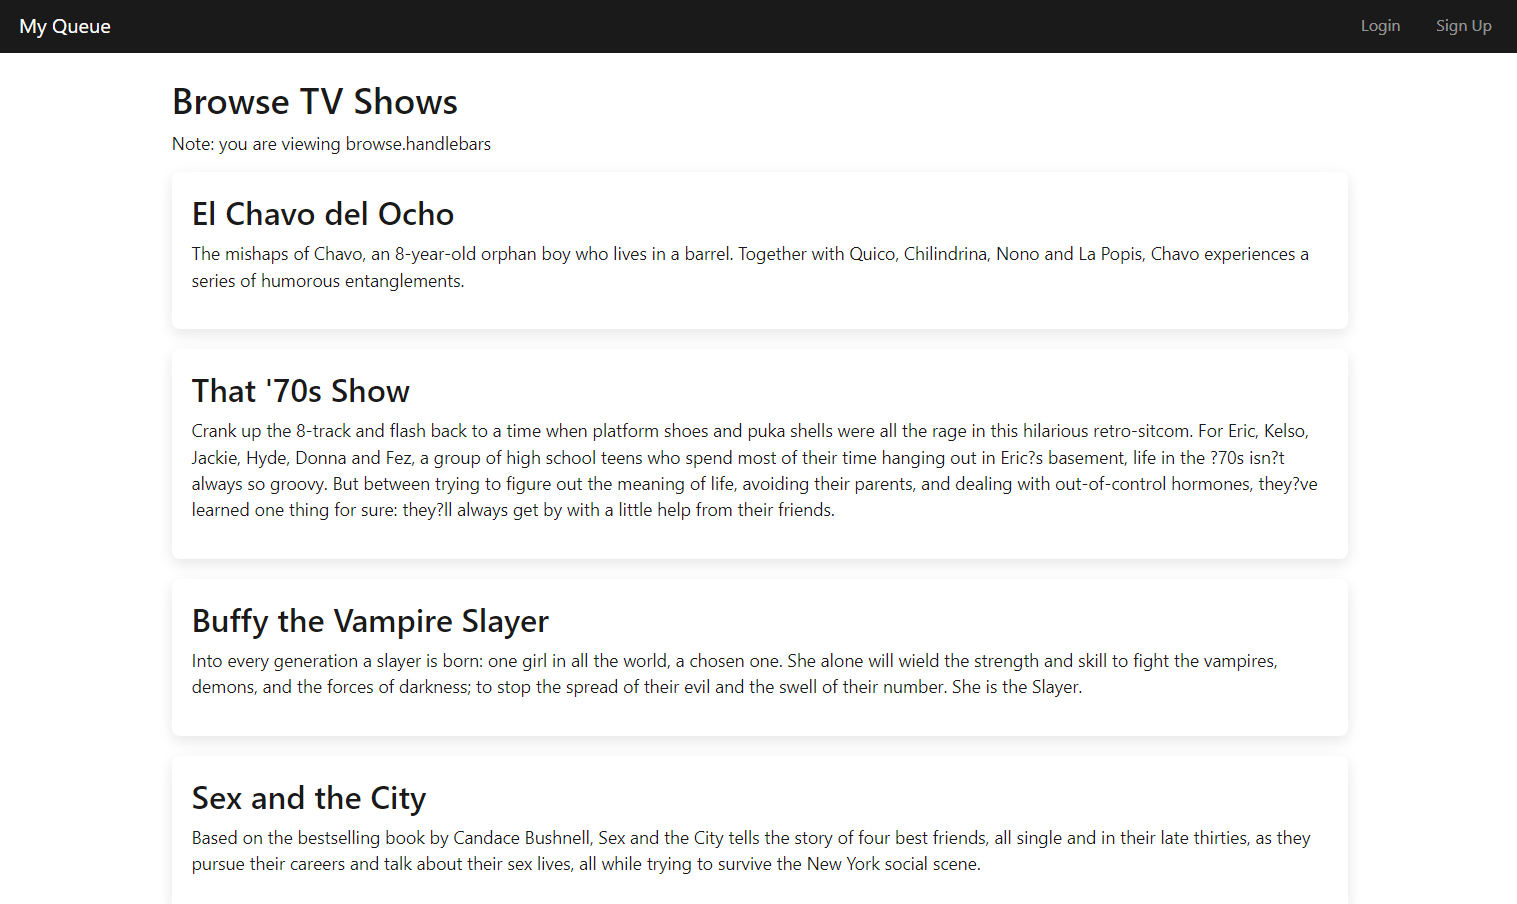 My Queue
Login
Sign Up
Browse TV Shows
Note: you are viewing browse.handlebars
El Chavo del Ocho
The mishaps of Chavo, an 8-year-old orphan boy who lives in a barrel. Together with Quico, Chilindrina, Nono and La Popis, Chavo experiences a
series of humorous entanglements.
That '70s Show
Crank up the 8-track and flash back to a time when platform shoes and puka shells were all the rage in this hilarious retro-sitcom. For Eric, Kelso,
Jackie, Hyde, Donna and Fez, a group of high school teens who spend most of their time hanging out in Eric?s basement, life in the ?70s isn?t
always so groovy. But between trying to figure out the meaning of life, avoiding their parents, and dealing with out-of-control hormones, they?ve
learned one thing for sure: they?ll always get by with a little help from their friends.
Buffy the Vampire Slayer
Into every generation a slayer is born: one girl in all the world, a chosen one. She alone will wield the strength and skill to fight the vampires,
demons, and the forces of darkness; to stop the spread of their evil and the swell of their number. She is the Slayer.
Sex and the City
Based on the bestselling book by Candace Bushnell, Sex and the City tells the story of four best friends, all single and in their late thirties, as they
pursue their careers and talk about their sex lives, all while trying to survive the New York social scene.